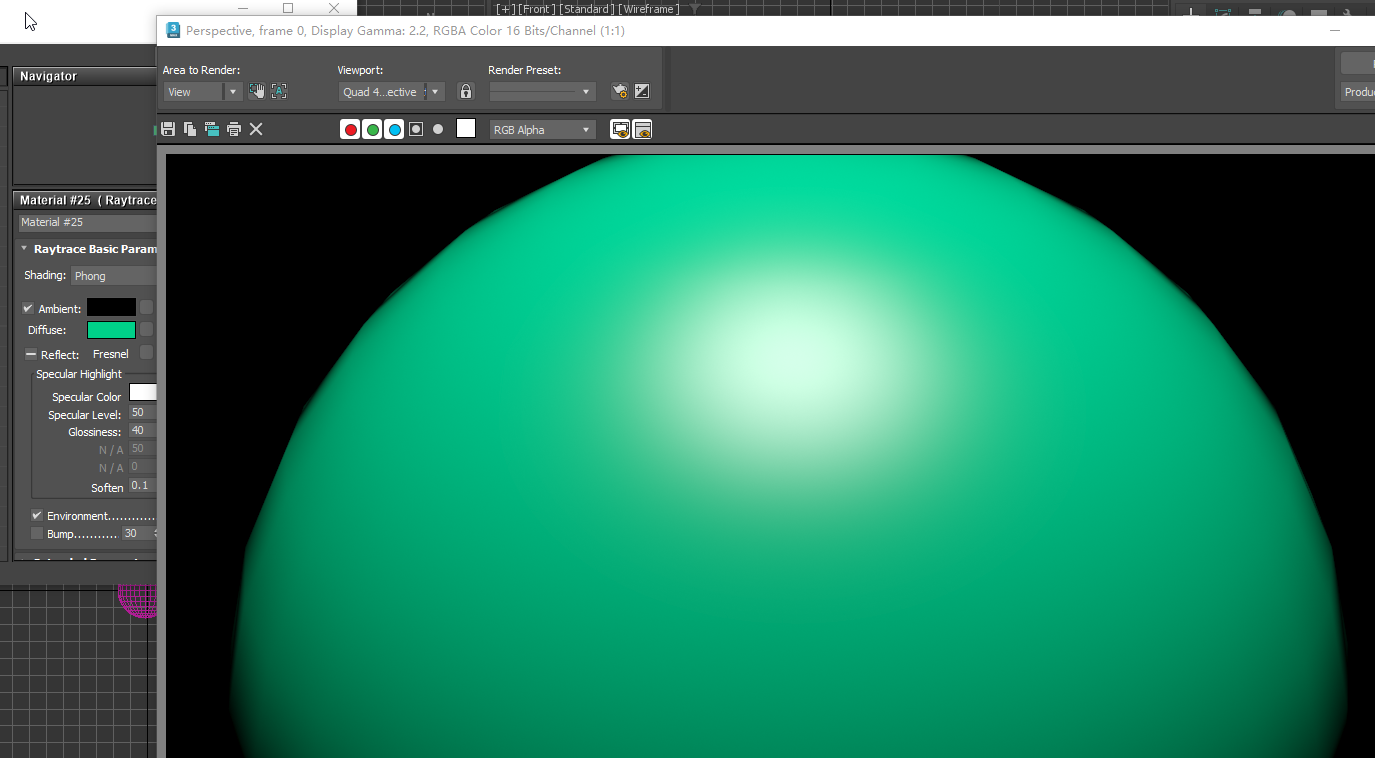 [+] [Front] [Standard] [Wireframe]
Perspective, frame 0, Display Gamma: 2.2, RGBA Color 16 Bits/Channel (1:1)
Area to Render:
Viewport:
Render Preset:
View
Quad 4...ective
Produ
RGB Alpha
Navigator
Material #25 ( Raytrace
Material #25
Raytrace Basic Param
Shading: Phong
Ambient:
Diffuse:
Reflect: Fresnel
Specular Highlight
Specular Color
Specular Level: 50
Glossiness: 40
N / A 50
N / A 0
Soften 0.1
Environment............
Bump........... 30